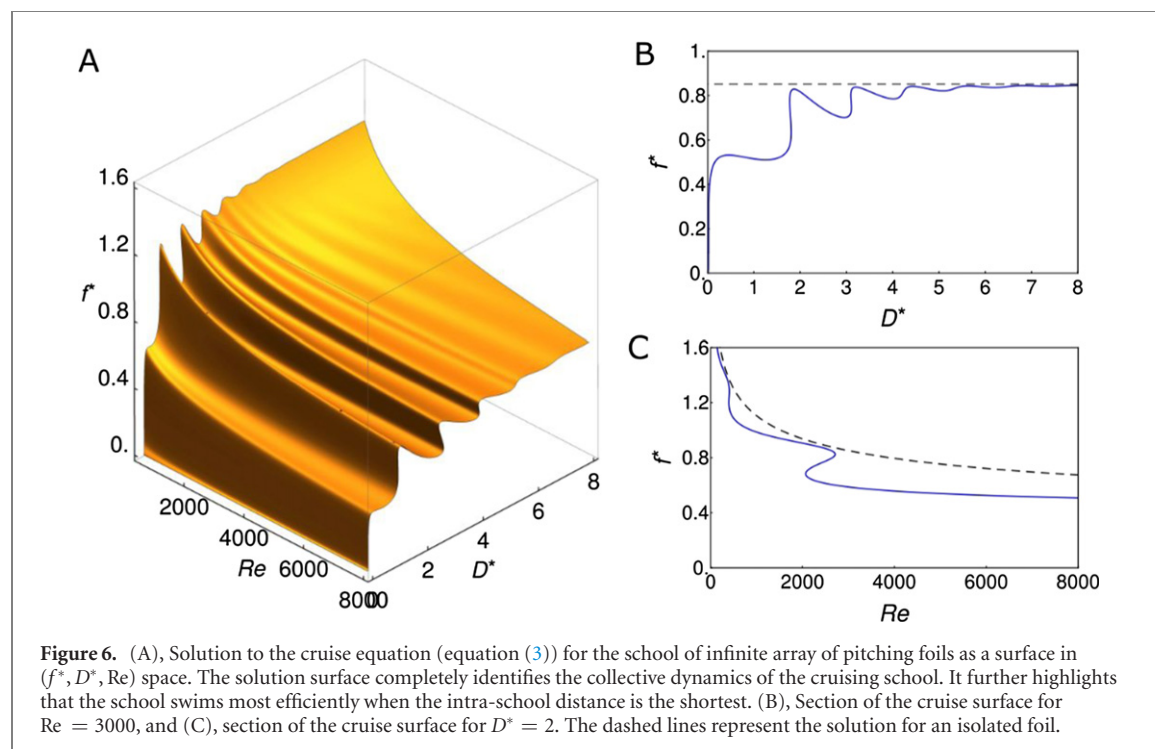 A
1.6
1.2
f*
0.8
0.4
0.
2000
4000
Re 6000
8000
0
2
D*
4
6
8
B
1.
0.8
0.6
f*
0.4
0.2
0.
0 1 2 3 4 5 6 7 8
D*
C
1.6
1.2
f*
0.8
0.4
0.
0 2000 4000 6000 8000
Re
Figure 6. (A), Solution to the cruise equation (equation (3)) for the school of infinite array of pitching foils as a surface in
(f*, D*, Re) space. The solution surface completely identifies the collective dynamics of the cruising school. It further highlights
that the school swims most efficiently when the intra-school distance is the shortest. (B), Section of the cruise surface for
Re = 3000, and (C), section of the cruise surface for D* = 2. The dashed lines represent the solution for an isolated foil.